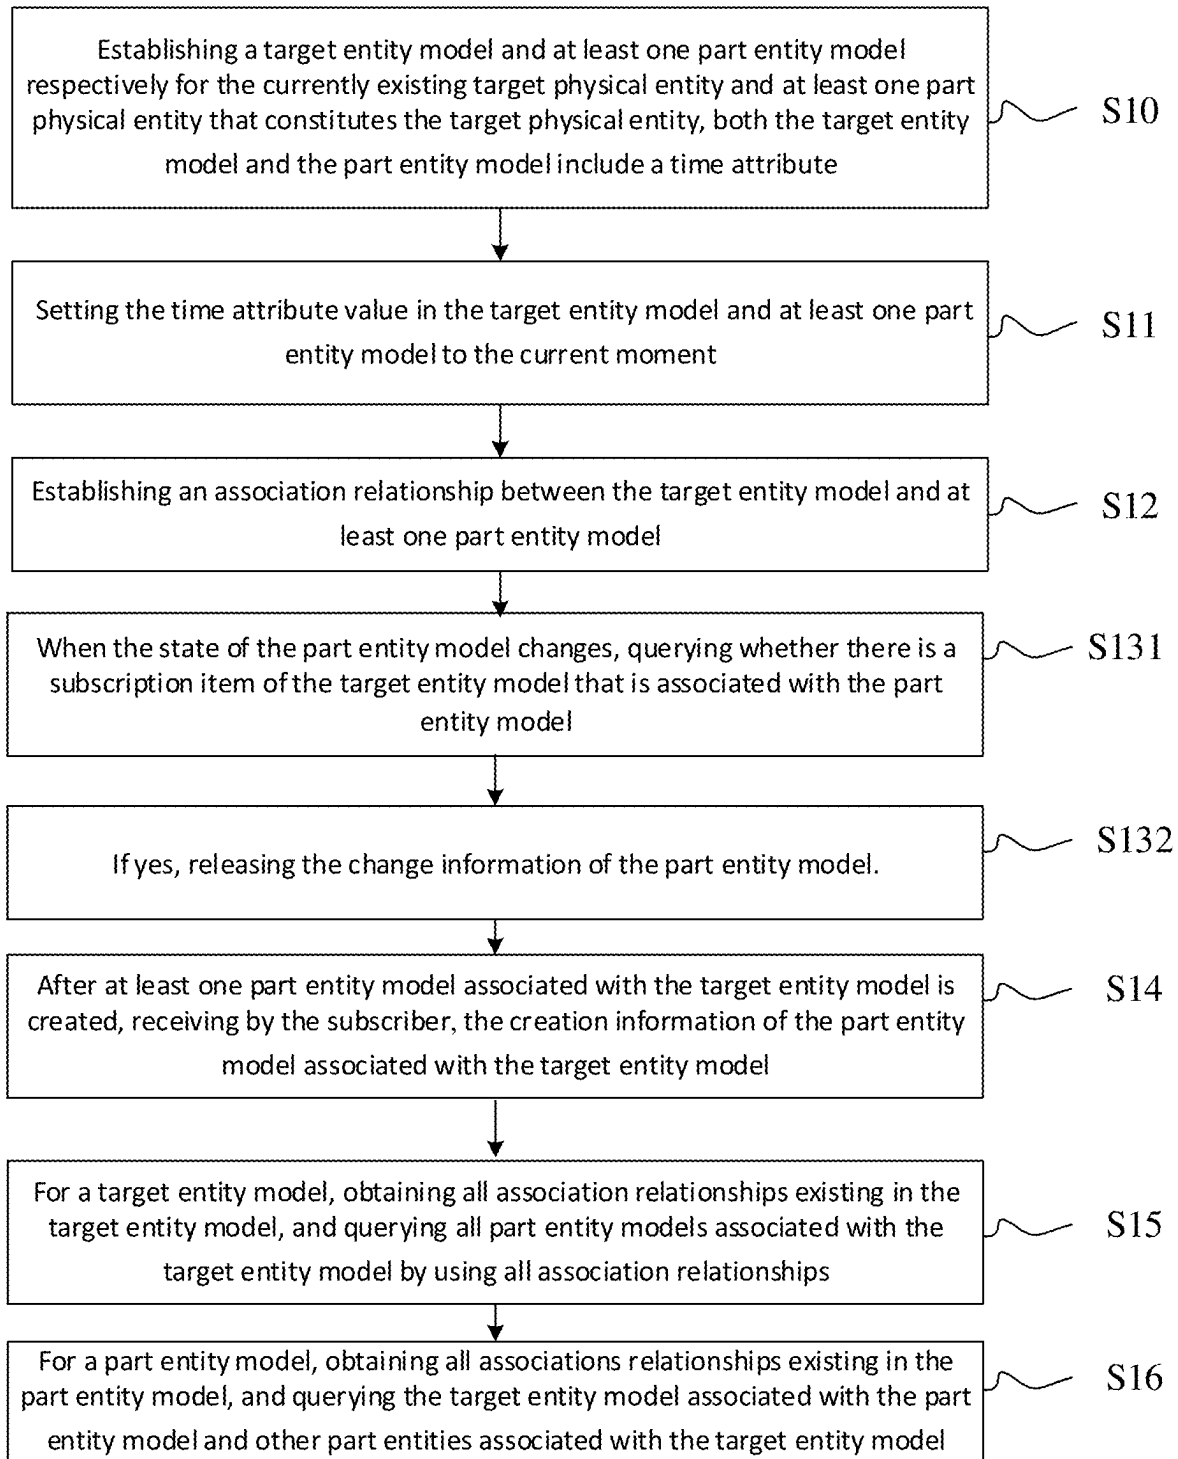 Establishing a target entity model and at least one part entity model
respectively for the currently existing target physical entity and at least one part
physical entity that constitutes the target physical entity, both the target entity
model and the part entity model include a time attribute
S10
Setting the time attribute value in the target entity model and at least one part
entity model to the current moment
S11
Establishing an association relationship between the target entity model and at
least one part entity model
S12
When the state of the part entity model changes, querying whether there is a
subscription item of the target entity model that is associated with the part
entity model
S131
If yes, releasing the change information of the part entity model.
S132
After at least one part entity model associated with the target entity model is
created, receiving by the subscriber, the creation information of the part entity
model associated with the target entity model
S14
For a target entity model, obtaining all association relationships existing in the
target entity model, and querying all part entity models associated with the
target entity model by using all association relationships
S15
For a part entity model, obtaining all associations relationships existing in the
part entity model, and querying the target entity model associated with the part
entity model and other part entities associated with the target entity model
S16